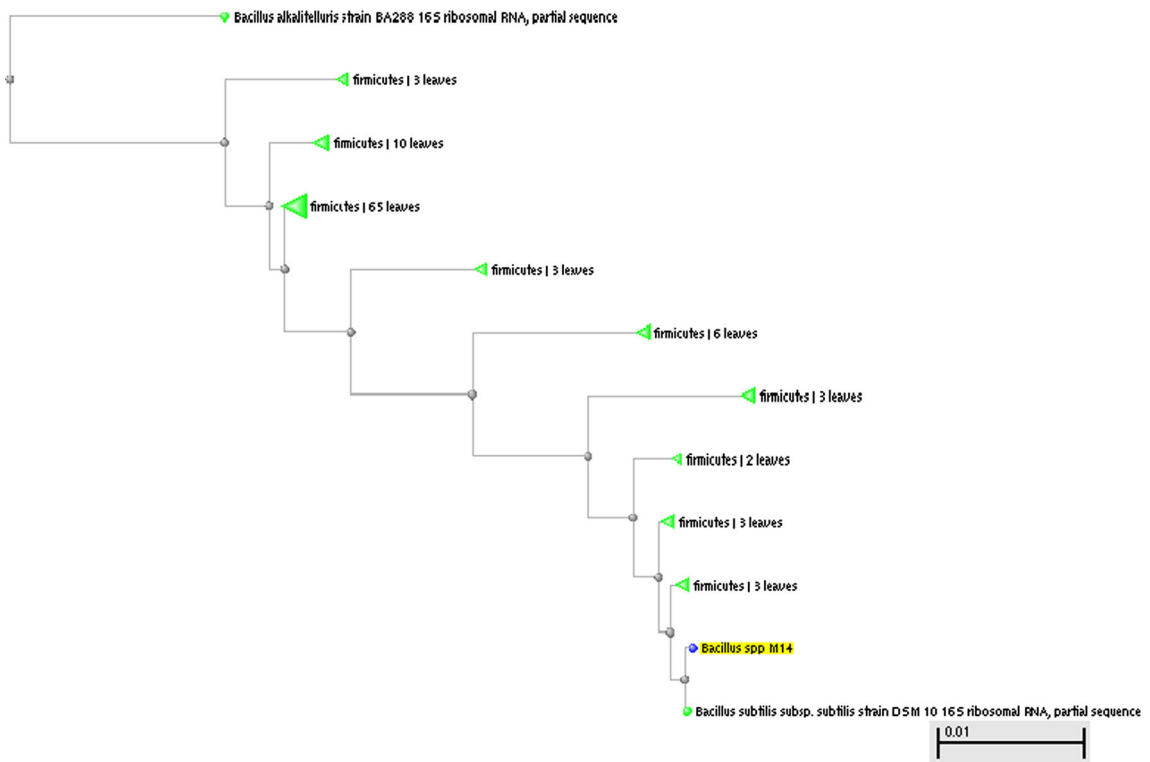 Bacillus alkalitelluris strain BA288 16S ribosomal RNA, partial sequence
firmicutes | 3 leaves
firmicutes | 10 leaves
firmicutes | 65 leaves
firmicutes | 3 leaves
firmicutes | 6 leaves
firmicutes | 3 leaves
firmicutes | 2 leaves
firmicutes | 3 leaves
firmicutes | 3 leaves
Bacillus spp M14
Bacillus subtilis subsp. subtilis strain DSM 10 16S ribosomal RNA, partial sequence
0.01